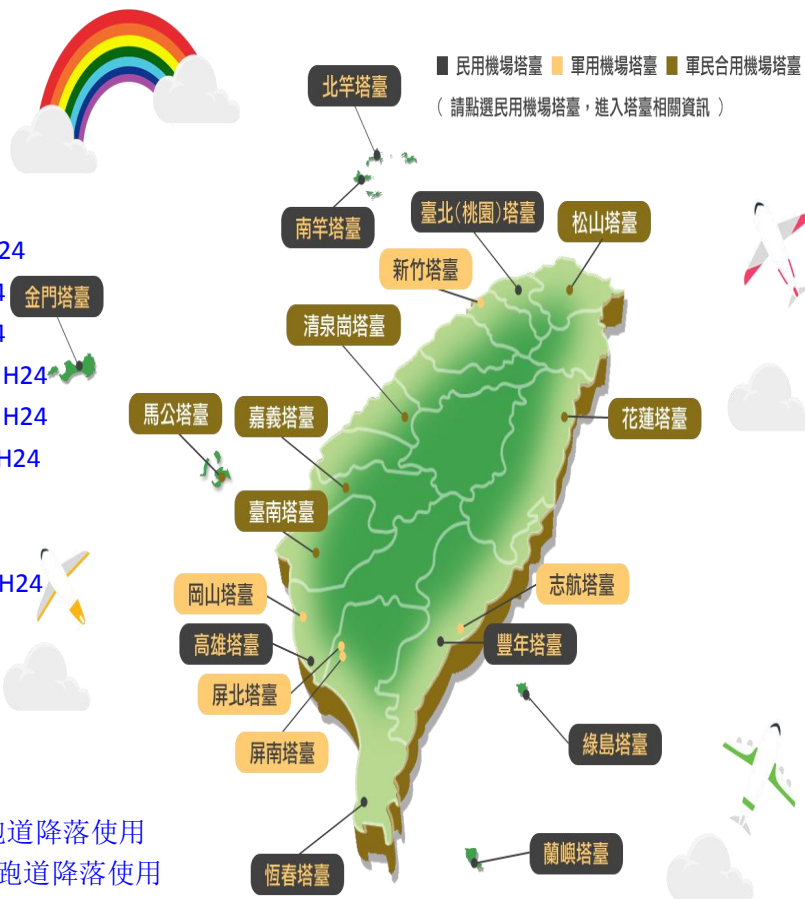 ■ 民用機場塔臺 ■ 軍用機場塔臺 ■ 軍民合用機場塔臺
（ 請點選民用機場塔臺，進入塔臺相關資訊 ）
北竿塔臺
南竿塔臺
臺北(桃園)塔臺
松山塔臺
新竹塔臺
24
金門塔臺
清泉崗塔臺
H24
H24
馬公塔臺
嘉義塔臺
花蓮塔臺
H24
臺南塔臺
H24
岡山塔臺
志航塔臺
高雄塔臺
豐年塔臺
屏北塔臺
屏南塔臺
綠島塔臺
跑道降落使用
跑道降落使用
恆春塔臺
蘭嶼塔臺